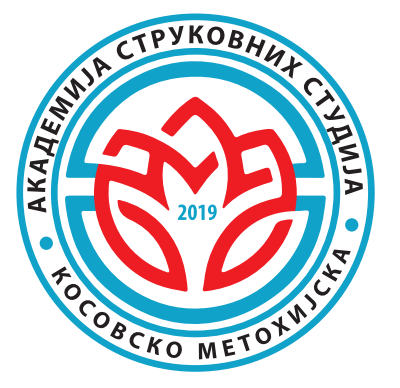 АКАДЕМИЈА СТРУКОВНИХ СТУДИЈА
2019
КОСОВСКО МЕТОХИЈСКА